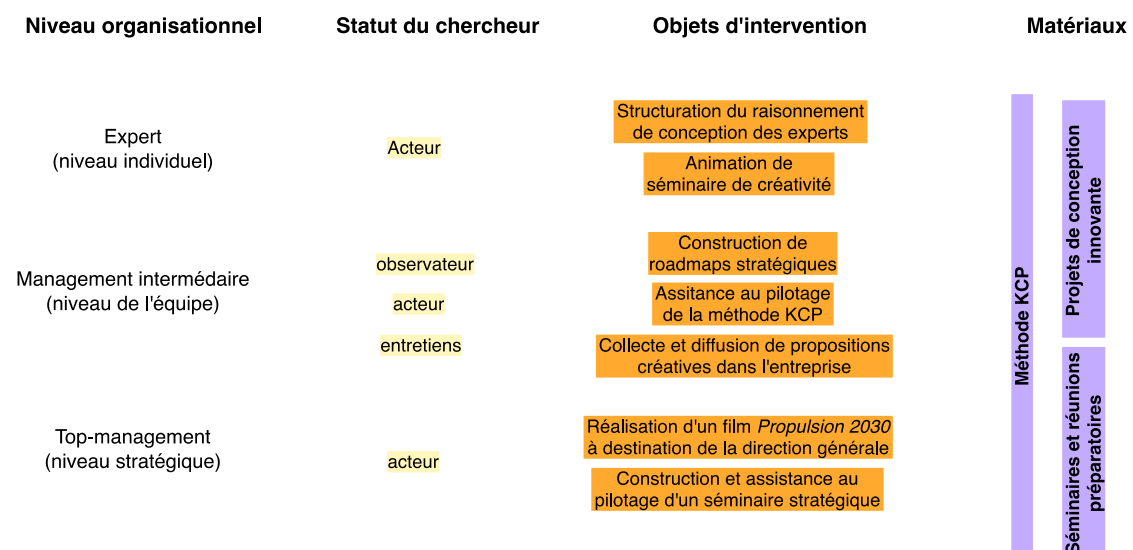 Niveau organisationnel
Statut du chercheur
Objets d'intervention
Matériaux
Expert
(niveau individuel)
Acteur
Structuration du raisonnement
de conception des experts
Animation de
séminaire de créativité
Management intermédaire
(niveau de l'équipe)
observateur
acteur
entretiens
Construction de
roadmaps stratégiques
Assitance au pilotage
de la méthode KCP
Collecte et diffusion de propositions
créatives dans l'entreprise
Top-management
(niveau stratégique)
acteur
Réalisation d'un film Propulsion 2030
à destination de la direction générale
Construction et assistance au
pilotage d'un séminaire stratégique
Méthode KCP
Projets de conception
innovante
Séminaires et réunions
préparatoires